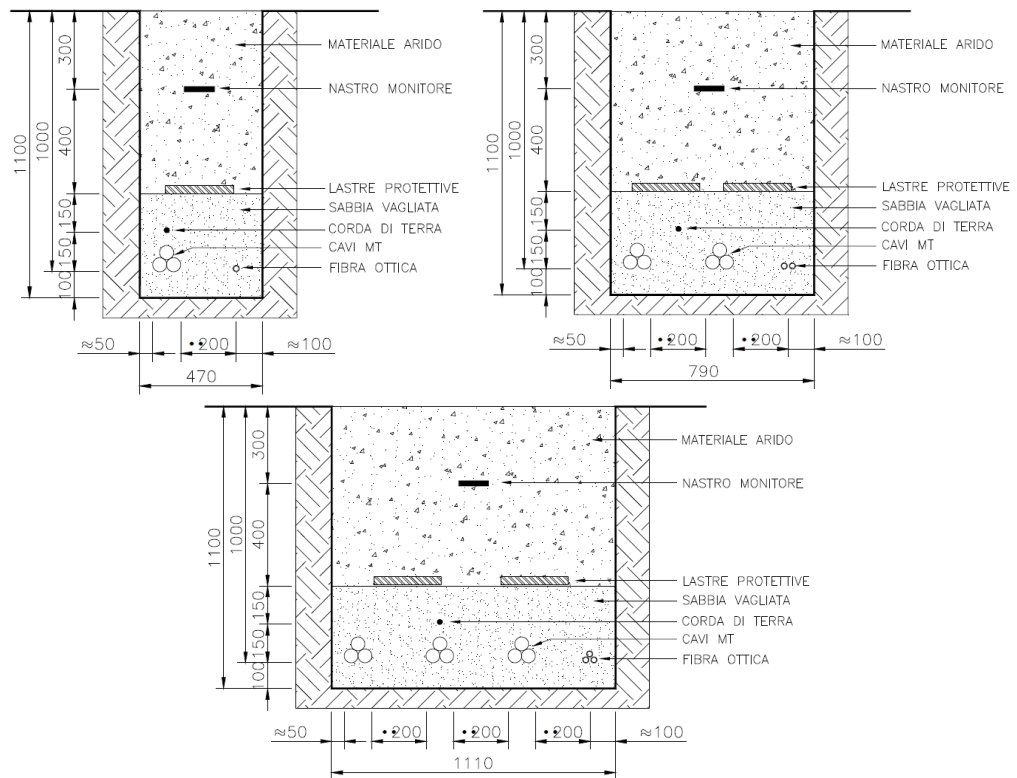 MATERIALE ARIDO
NASTRO MONITORE
LASTRE PROTETTIVE
SABBIA VAGLIATA
CORDA DI TERRA
CAVI MT
FIBRA OTTICA
1100
1000
300
400
150
150
100
≈50
200
≈100
470
MATERIALE ARIDO
NASTRO MONITORE
LASTRE PROTETTIVE
SABBIA VAGLIATA
CORDA DI TERRA
CAVI MT
FIBRA OTTICA
1100
1000
300
400
150
150
100
≈50
200
200
≈100
790
MATERIALE ARIDO
NASTRO MONITORE
LASTRE PROTETTIVE
SABBIA VAGLIATA
CORDA DI TERRA
CAVI MT
FIBRA OTTICA
1100
1000
300
400
150
150
100
≈50
200
200
200
≈100
1110